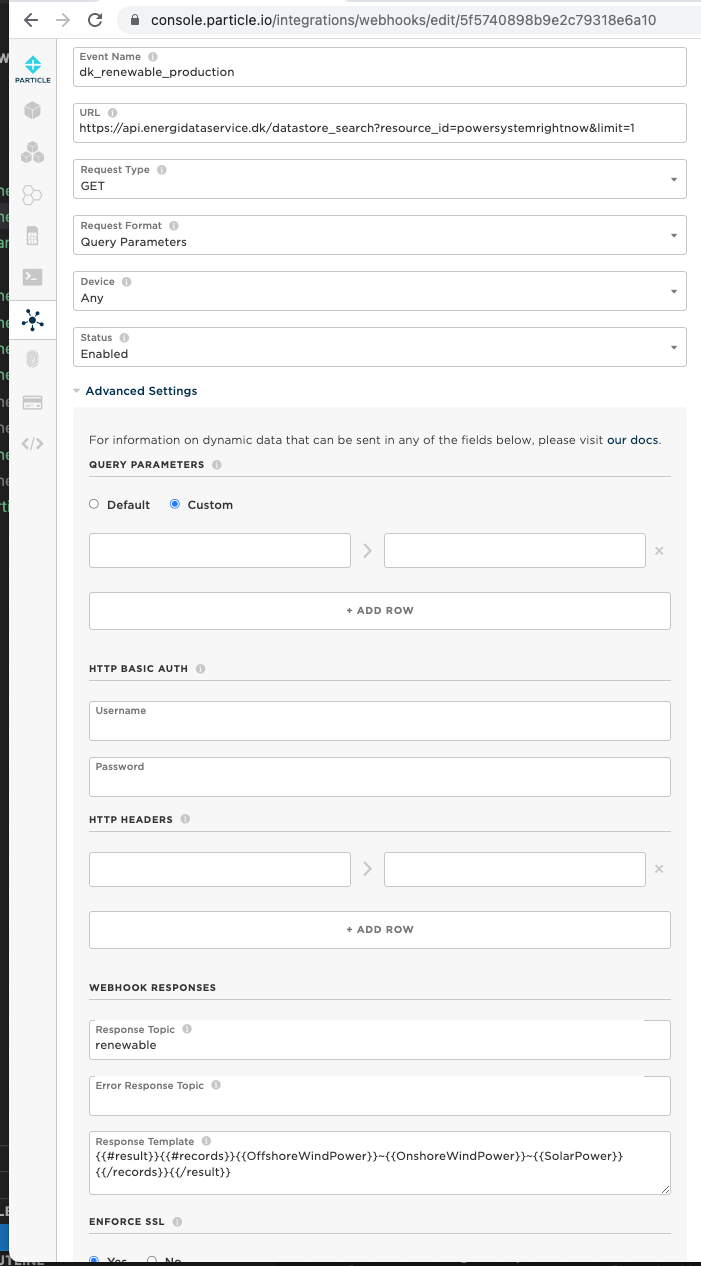 console.particle.io/integrations/webhooks/edit/5f5740898b9e2c79318e6a10
PARTICLE
Event Name
dk_renewable_production
URL
https://api.energidataservice.dk/datastore_search?resource_id=powersystemrightnow&limit=1
Request Type
GET
Request Format
Query Parameters
Device
Any
Status
Enabled
Advanced Settings
For information on dynamic data that can be sent in any of the fields below, please visit our docs.
QUERY PARAMETERS
Default Custom
+ ADD ROW
HTTP BASIC AUTH
Username
Password
HTTP HEADERS
+ ADD ROW
WEBHOOK RESPONSES
Response Topic
renewable
Error Response Topic
Response Template
{{#result}}{{#records}}{{OffshoreWindPower}}~{{OnshoreWindPower}}~{{SolarPower}}
{{/records}}{{/result}}
ENFORCE SSL
Yes No